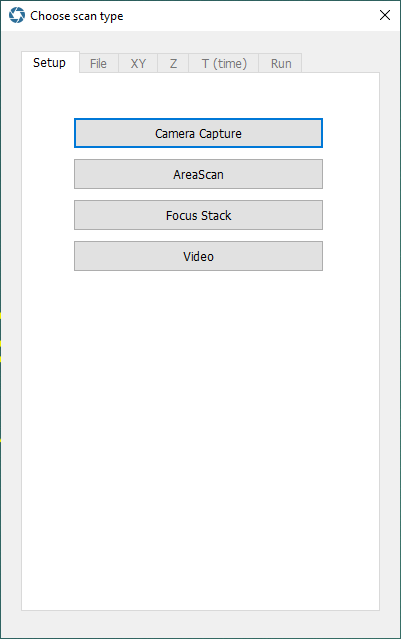 Choose scan type
Setup File XY Z T (time) Run
Camera Capture
AreaScan
Focus Stack
Video